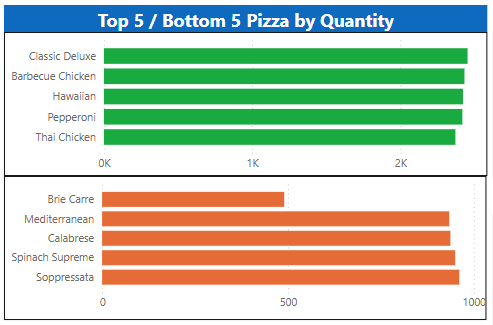 Top 5 / Bottom 5 Pizza by Quantity
Classic Deluxe
Barbecue Chicken
Hawaiian
Pepperoni
Thai Chicken
0K 1K 2K
Brie Carre
Mediterranean
Calabrese
Spinach Supreme
Soppressata
0 500 1000